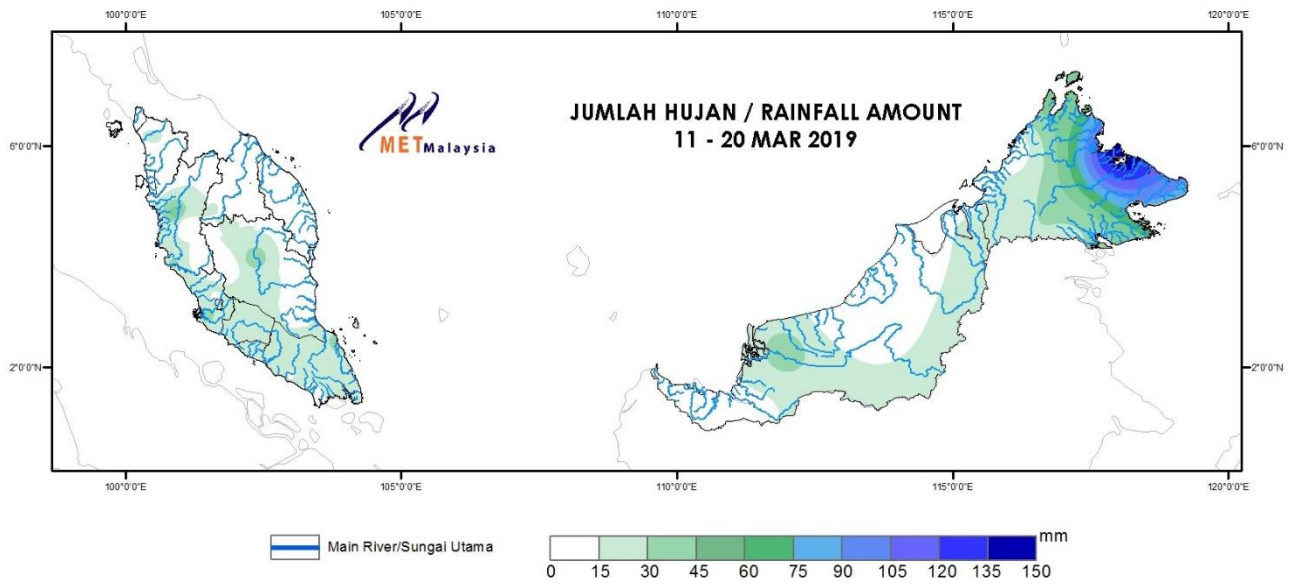 100°0'0"E 105°0'0"E 110°0'0"E 115°0'0"E 120°0'0"E
JUMLAH HUJAN / RAINFALL AMOUNT
11 - 20 MAR 2019
METMalaysia
6°0'0"N 6°0'0"N
2°0'0"N 2°0'0"N
100°0'0"E 105°0'0"E 110°0'0"E 115°0'0"E 120°0'0"E
Main River/Sungai Utama
mm
0 15 30 45 60 75 90 105 120 135 150